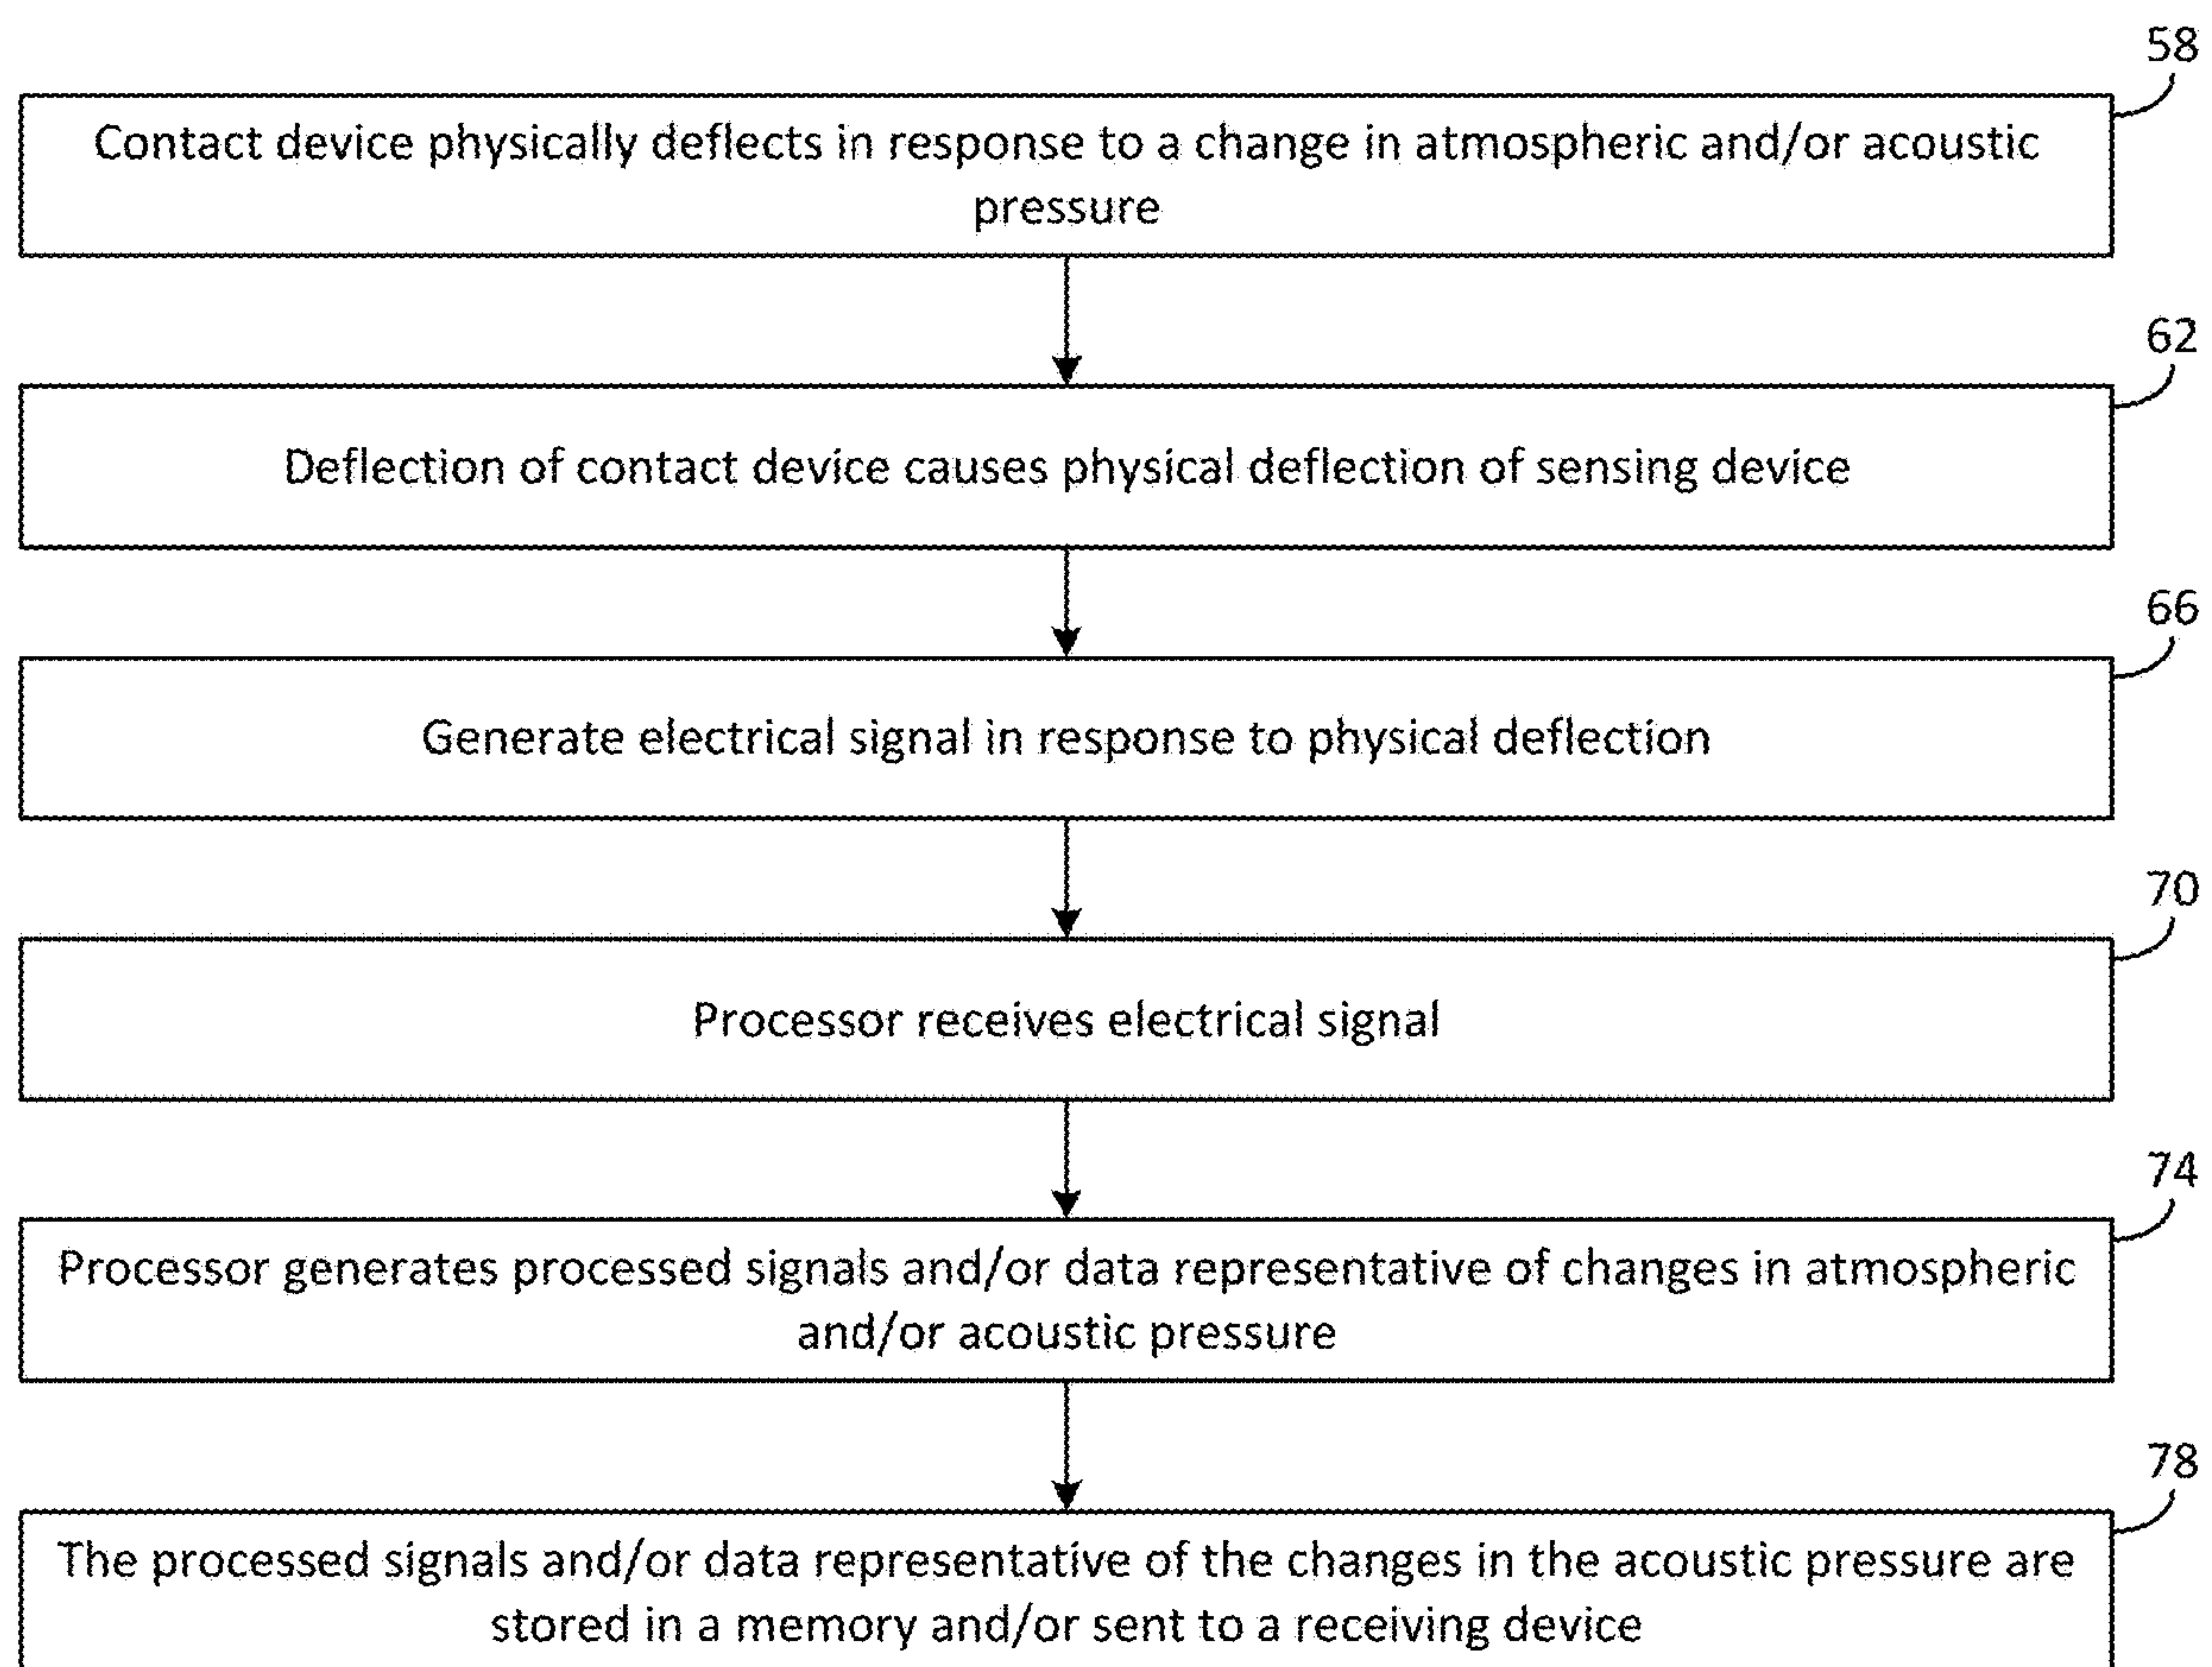 58
Contact device physically deflects in response to a change in atmospheric and/or acoustic
pressure
62
Deflection of contact device causes physical deflection of sensing device
66
Generate electrical signal in response to physical deflection
70
Processor receives electrical signal
74
Processor generates processed signals and/or data representative of changes in atmospheric
and/or acoustic pressure
78
The processed signals and/or data representative of the changes in the acoustic pressure are
stored in a memory and/or sent to a receiving device